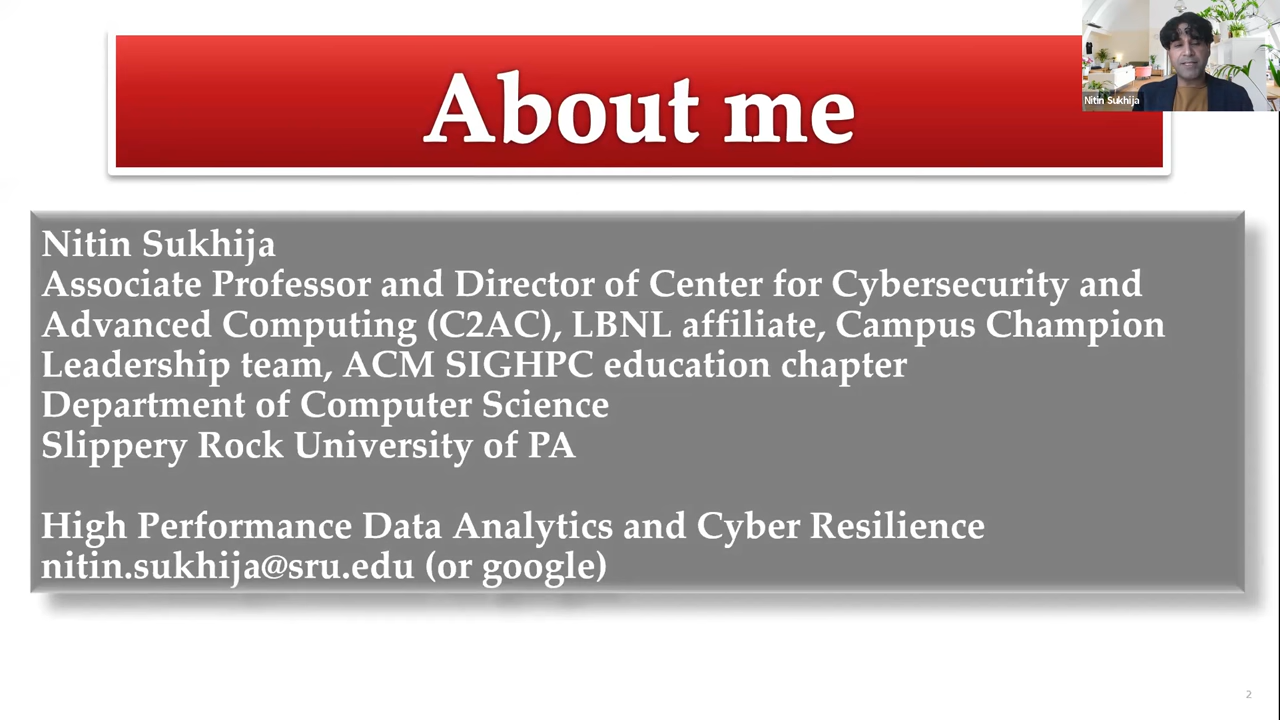 About me
Nitin Sukhija
Nitin Sukhija
Associate Professor and Director of Center for Cybersecurity and
Advanced Computing (C2AC), LBNL affiliate, Campus Champion
Leadership team, ACM SIGHPC education chapter
Department of Computer Science
Slippery Rock University of PA
High Performance Data Analytics and Cyber Resilience
nitin.sukhija@sru.edu (or google)
2